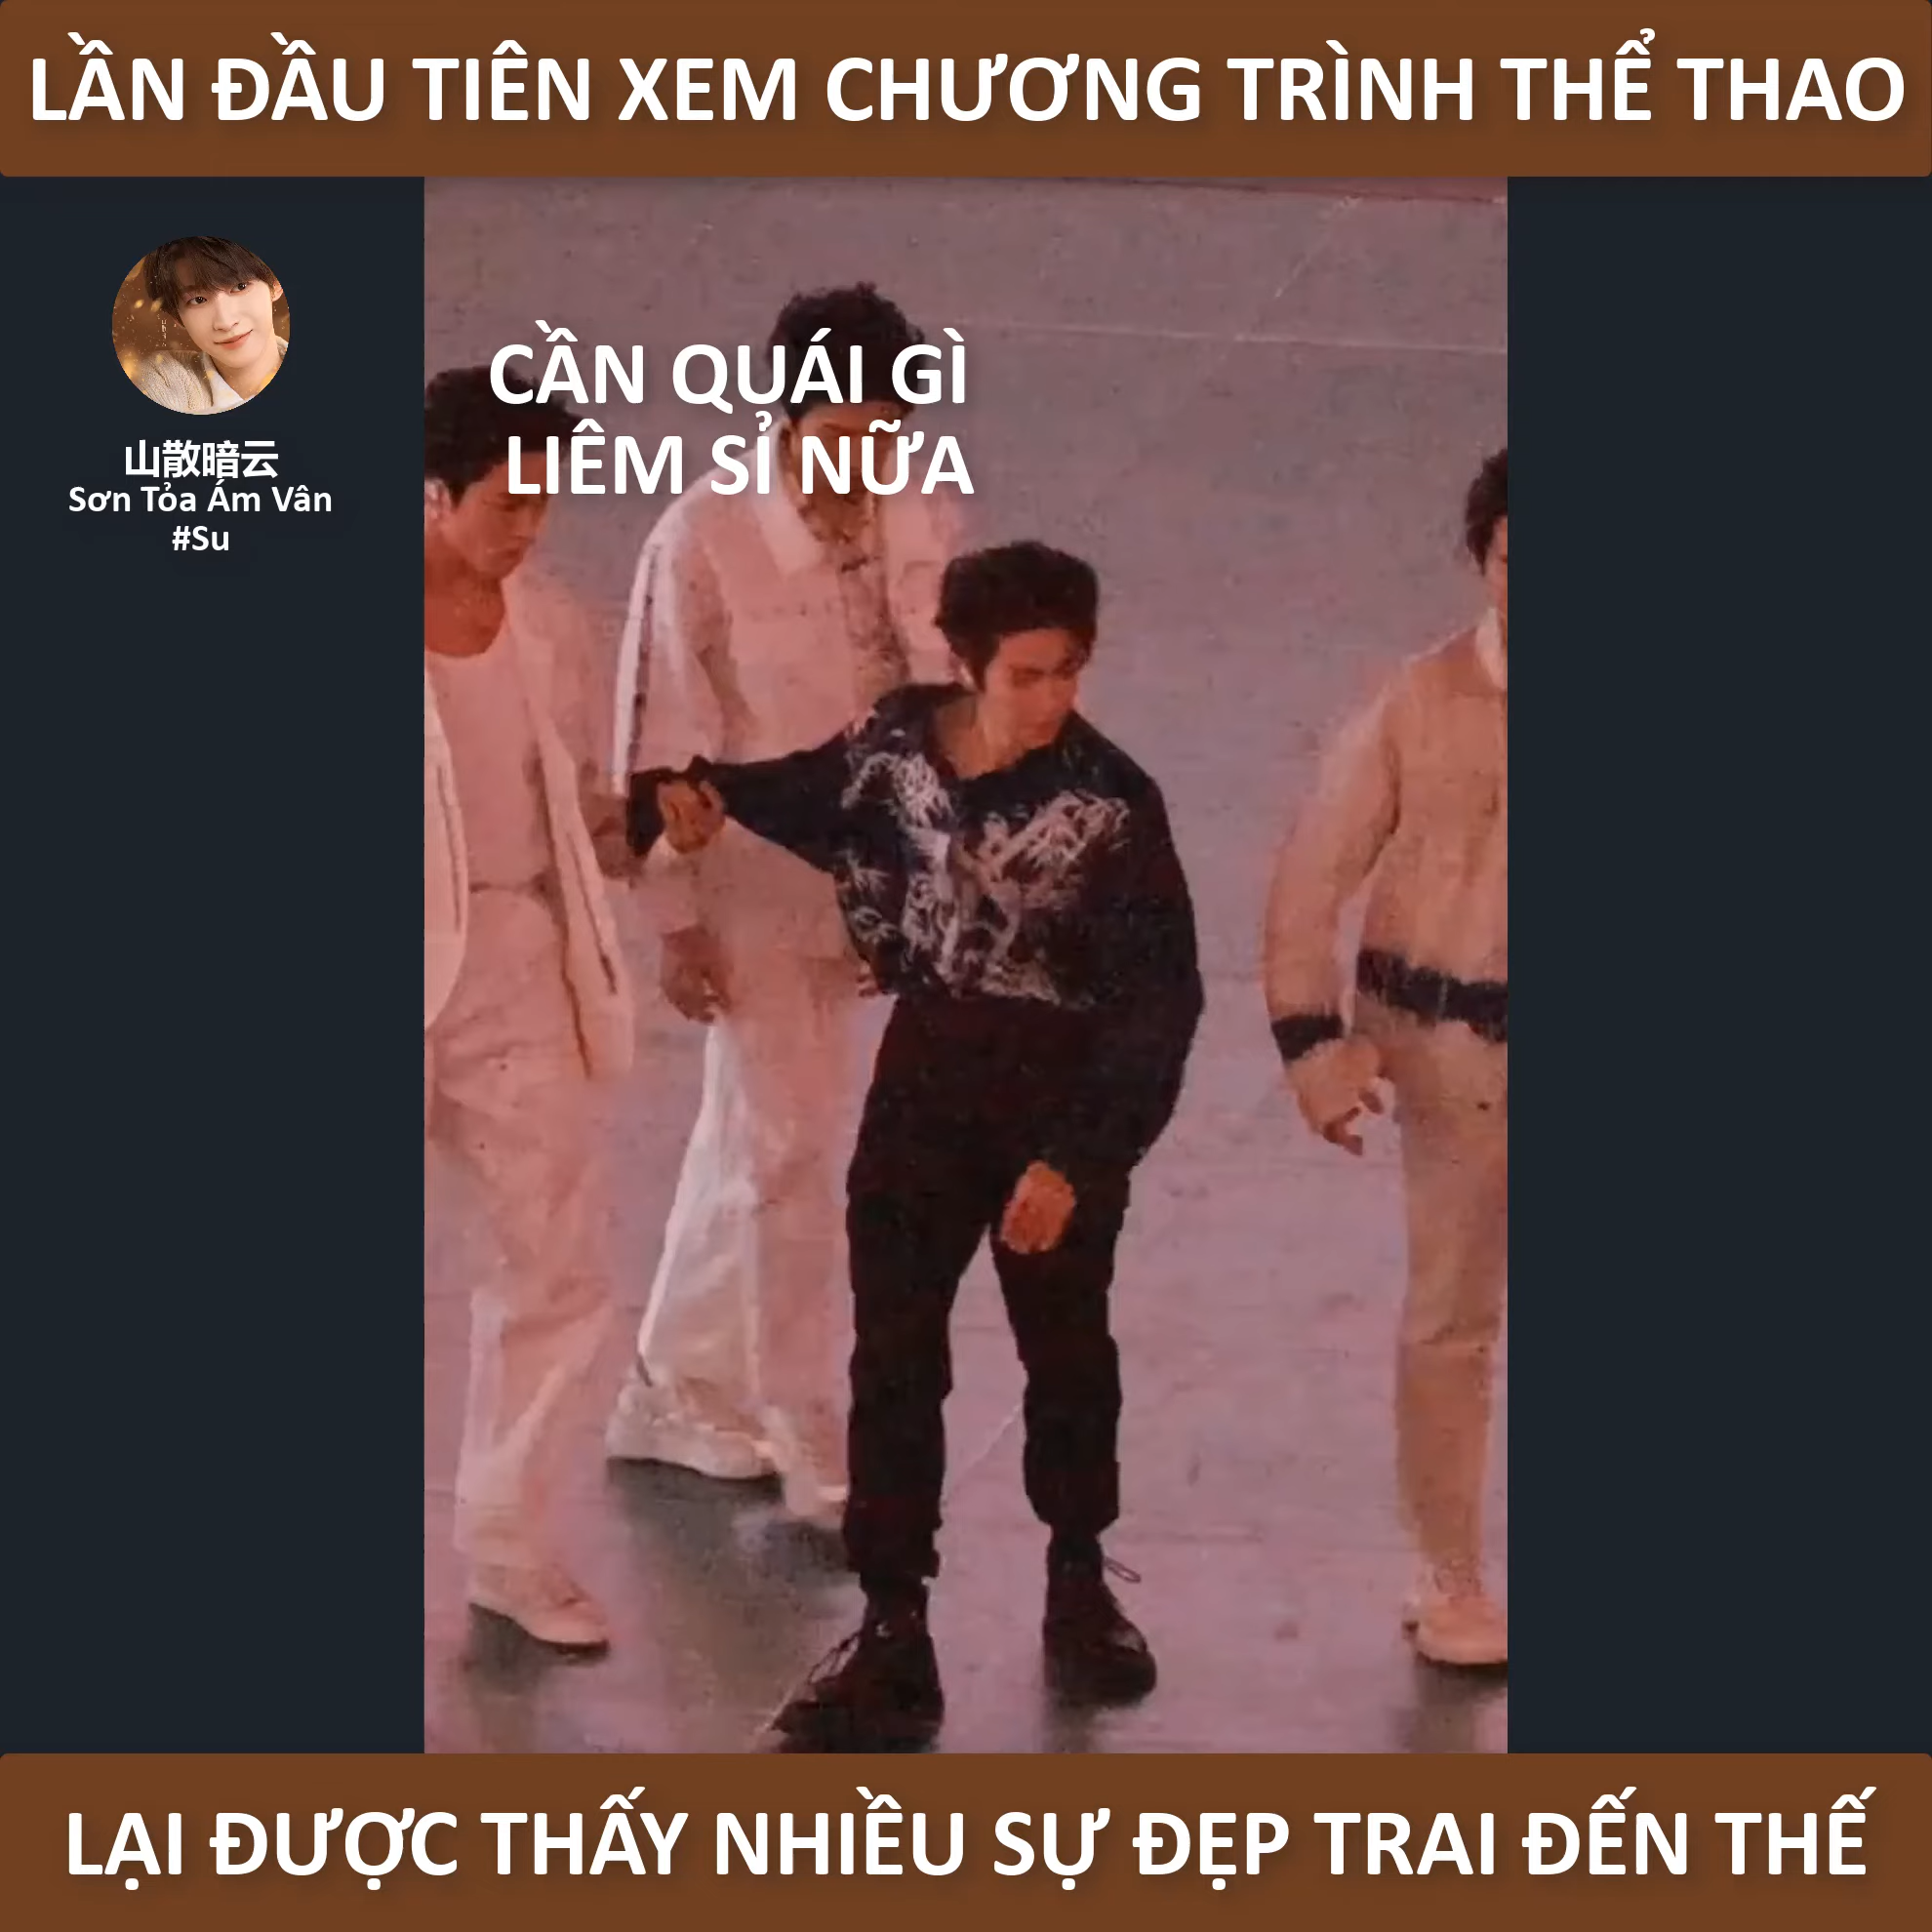 LẦN ĐẦU TIÊN XEM CHƯƠNG TRÌNH THỂ THAO
CẦN QUÁI GÌ
LIÊM SỈ NỮA
山散暗云
Sơn Tỏa Ám Vân
#Su
LẠI ĐƯỢC THẤY NHIỀU SỰ ĐẸP TRAI ĐẾN THẾ